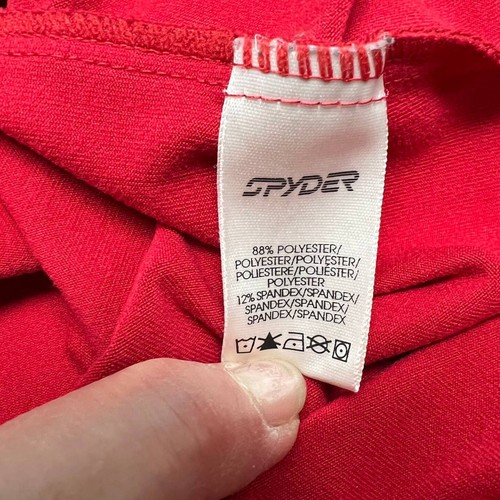 SPYDER
88% POLYESTER/
POLYESTER/POLYESTER/
POLIESTERE/POLIÉSTER/
POLYESTER
12% SPANDEX/SPANDEX/
SPANDEX/SPANDEX/
SPANDEX/SPANDEX